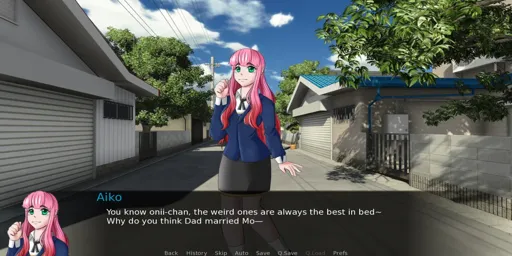 Aiko
You know onii-chan, the weird ones are always the best in bed~
Why do you think Dad married Mo—
Back History Skip Auto Save Q.Save Q.Load Prefs